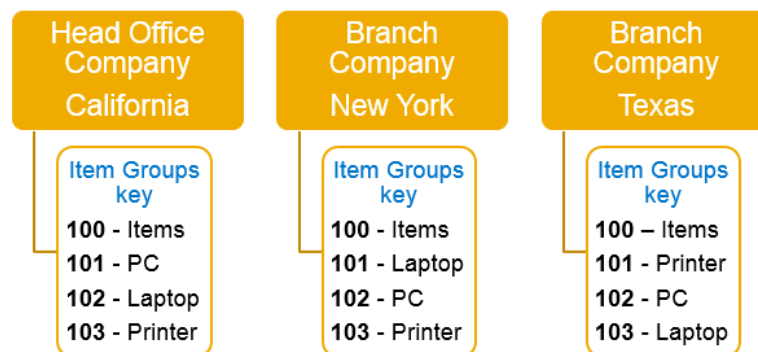 Head Office
Company
California
Item Groups
key
100 - Items
101 - PC
102 - Laptop
103 - Printer
Branch
Company
New York
Item Groups
key
100 - Items
101 - Laptop
102 - PC
103 - Printer
Branch
Company
Texas
Item Groups
key
100 – Items
101 - Printer
102 - PC
103 - Laptop